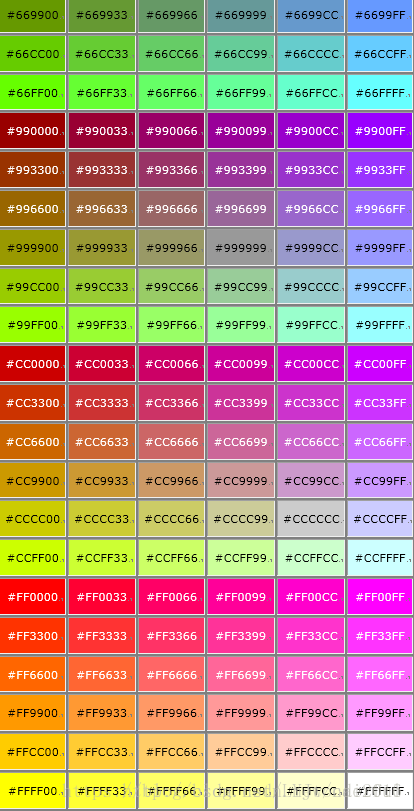 #669900 #669933 #669966 #669999 #6699CC #6699FF
#66CC00 #66CC33 #66CC66 #66CC99 #66CCCC #66CCFF
#66FF00 #66FF33 #66FF66 #66FF99 #66FFCC #66FFFF
#990000 #990033 #990066 #990099 #9900CC #9900FF
#993300 #993333 #993366 #993399 #9933CC #9933FF
#996600 #996633 #996666 #996699 #9966CC #9966FF
#999900 #999933 #999966 #999999 #9999CC #9999FF
#99CC00 #99CC33 #99CC66 #99CC99 #99CCCC #99CCFF
#99FF00 #99FF33 #99FF66 #99FF99 #99FFCC #99FFFF
#CC0000 #CC0033 #CC0066 #CC0099 #CC00CC #CC00FF
#CC3300 #CC3333 #CC3366 #CC3399 #CC33CC #CC33FF
#CC6600 #CC6633 #CC6666 #CC6699 #CC66CC #CC66FF
#CC9900 #CC9933 #CC9966 #CC9999 #CC99CC #CC99FF
#CCCC00 #CCCC33 #CCCC66 #CCCC99 #CCCCCC #CCCCFF
#CCFF00 #CCFF33 #CCFF66 #CCFF99 #CCFFCC #CCFFFF
#FF0000 #FF0033 #FF0066 #FF0099 #FF00CC #FF00FF
#FF3300 #FF3333 #FF3366 #FF3399 #FF33CC #FF33FF
#FF6600 #FF6633 #FF6666 #FF6699 #FF66CC #FF66FF
#FF9900 #FF9933 #FF9966 #FF9999 #FF99CC #FF99FF
#FFCC00 #FFCC33 #FFCC66 #FFCC99 #FFCCCC #FFCCFF
#FFFF00 #FFFF33 #FFFF66 #FFFF99 #FFFFCC #FFFFFF